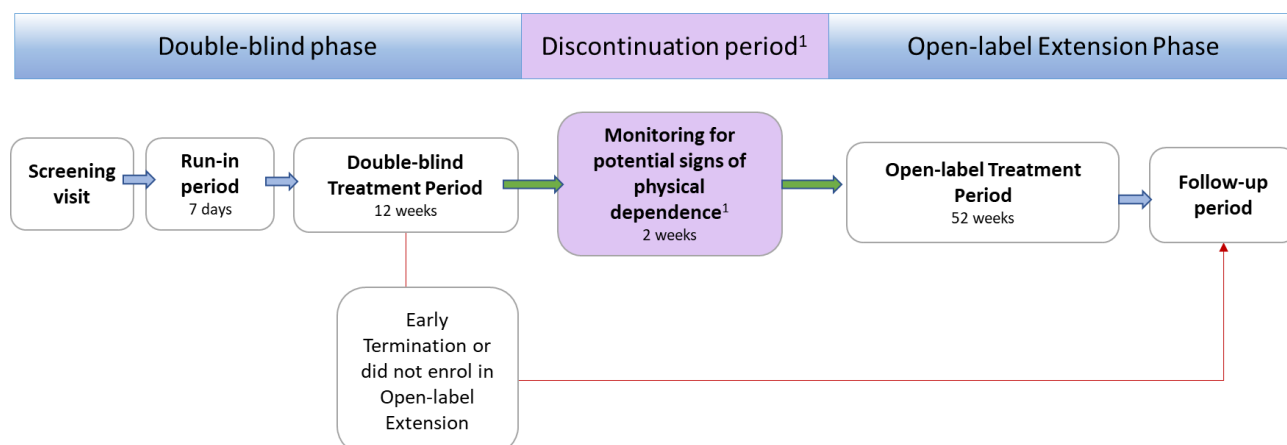 Double-blind phase
Discontinuation period1
Open-label Extension Phase
Screening
visit
Run-in
period
7 days
Double-blind
Treatment Period
12 weeks
Monitoring for
potential signs of
physical
dependence1
2 weeks
Open-label Treatment
Period
52 weeks
Follow-up
period
Early
Termination or
did not enrol in
Open-label
Extension